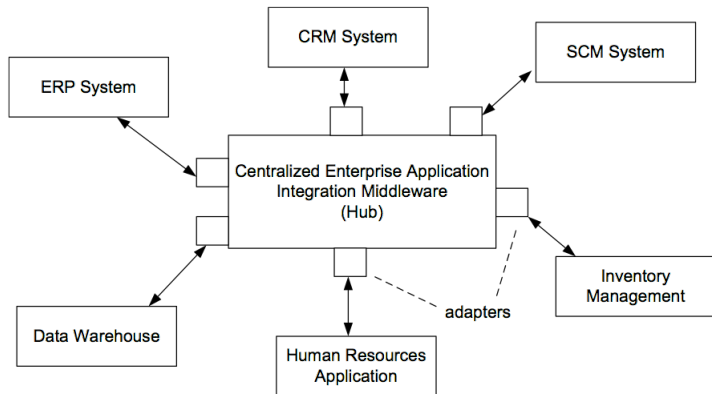 CRM System
SCM System
ERP System
Centralized Enterprise Application
Integration Middleware
(Hub)
Inventory
Management
adapters
Data Warehouse
Human Resources
Application